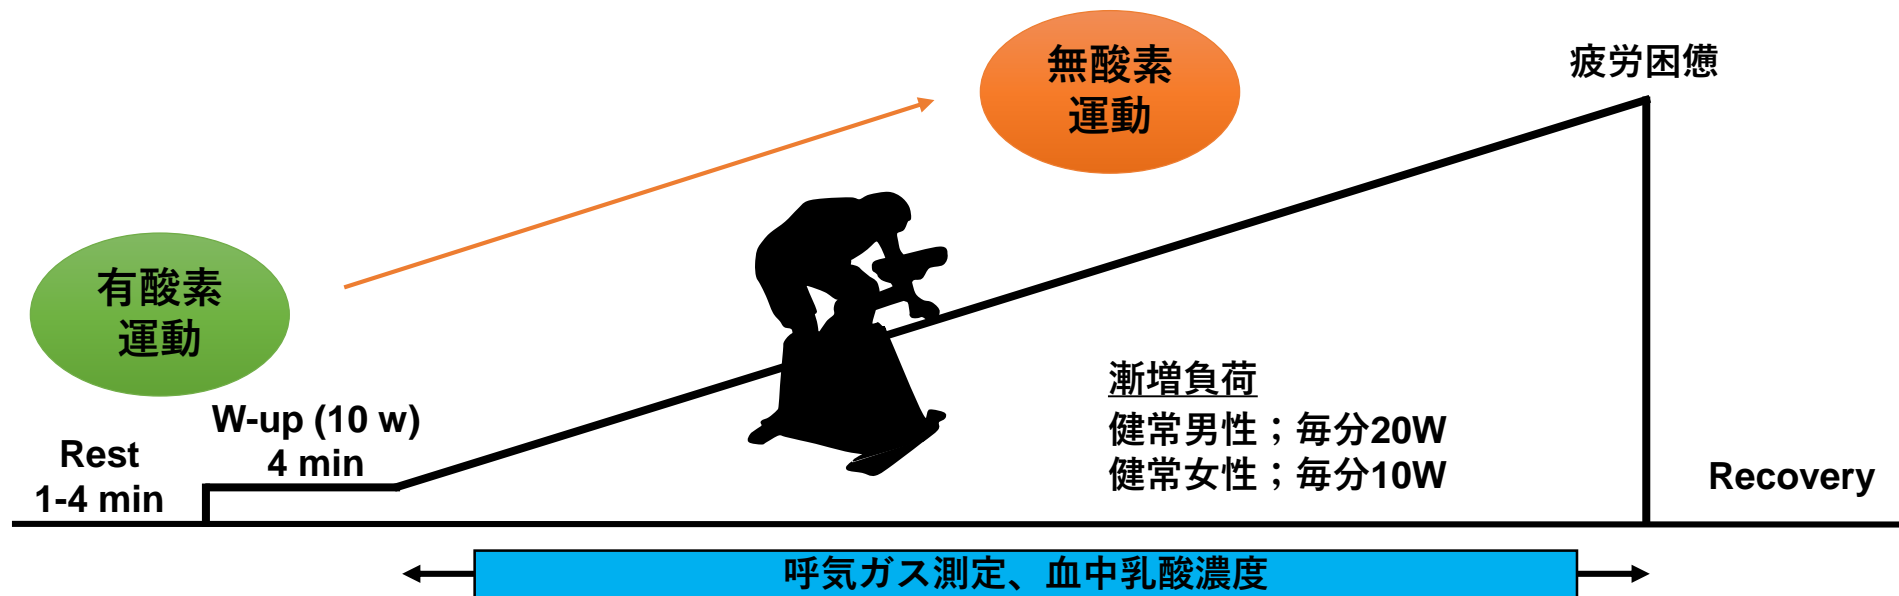 無酸素
運動
疲労困憊
有酸素
運動
W-up (10 w)
4 min
Rest
1-4 min
漸増負荷
健常男性；毎分20W
健常女性；毎分10W
Recovery
呼気ガス測定、血中乳酸濃度